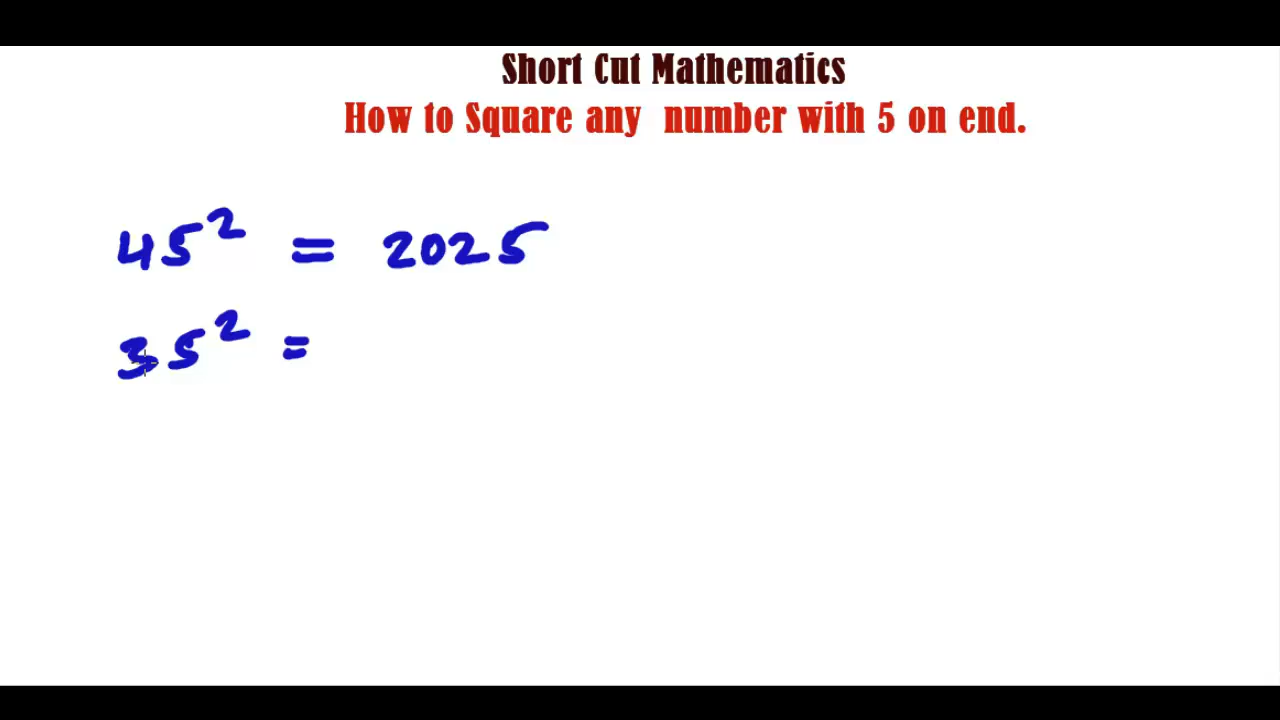 Short Cut Mathematics
How to Square any number with 5 on end.
45² = 2025
35² =